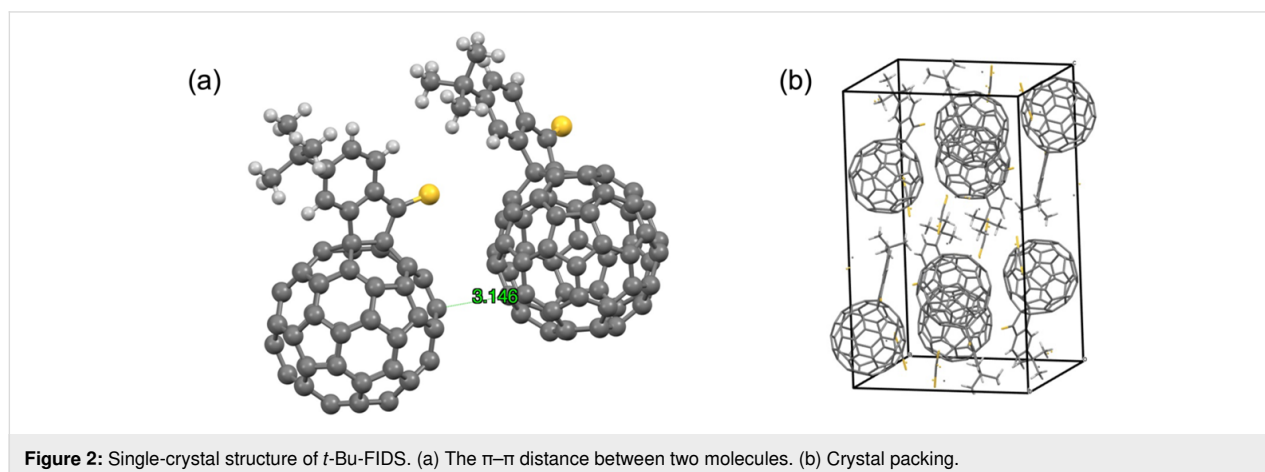 (a)
(b)
3.146
Figure 2: Single-crystal structure of t-Bu-FIDS. (a) The π–π distance between two molecules. (b) Crystal packing.